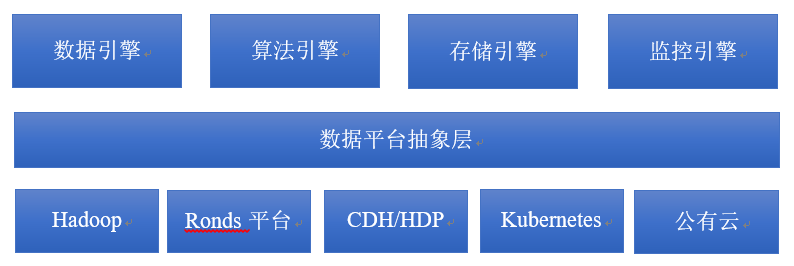 数据引擎
算法引擎
存储引擎
监控引擎
数据平台抽象层
Hadoop
Ronds 平台
CDH/HDP
Kubernetes
公有云